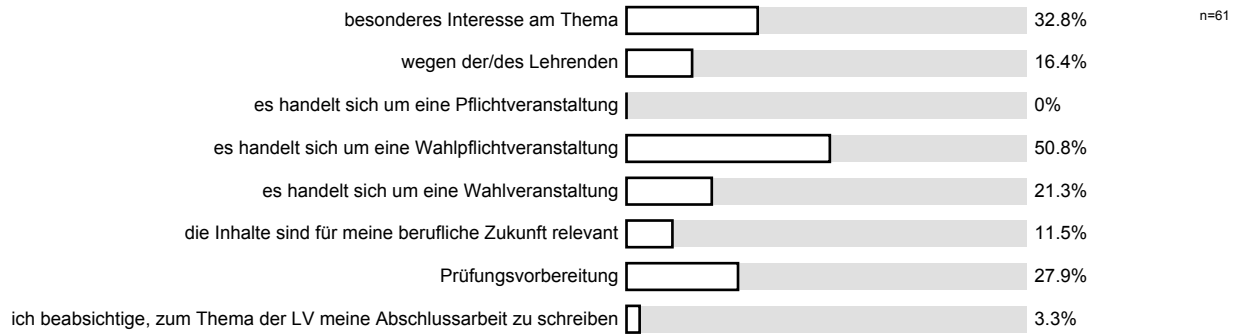 besonderes Interesse am Thema 32.8% n=61
wegen der/des Lehrenden 16.4%
es handelt sich um eine Pflichtveranstaltung 0%
es handelt sich um eine Wahlpflichtveranstaltung 50.8%
es handelt sich um eine Wahlveranstaltung 21.3%
die Inhalte sind für meine berufliche Zukunft relevant 11.5%
Prüfungsvorbereitung 27.9%
ich beabsichtige, zum Thema der LV meine Abschlussarbeit zu schreiben 3.3%